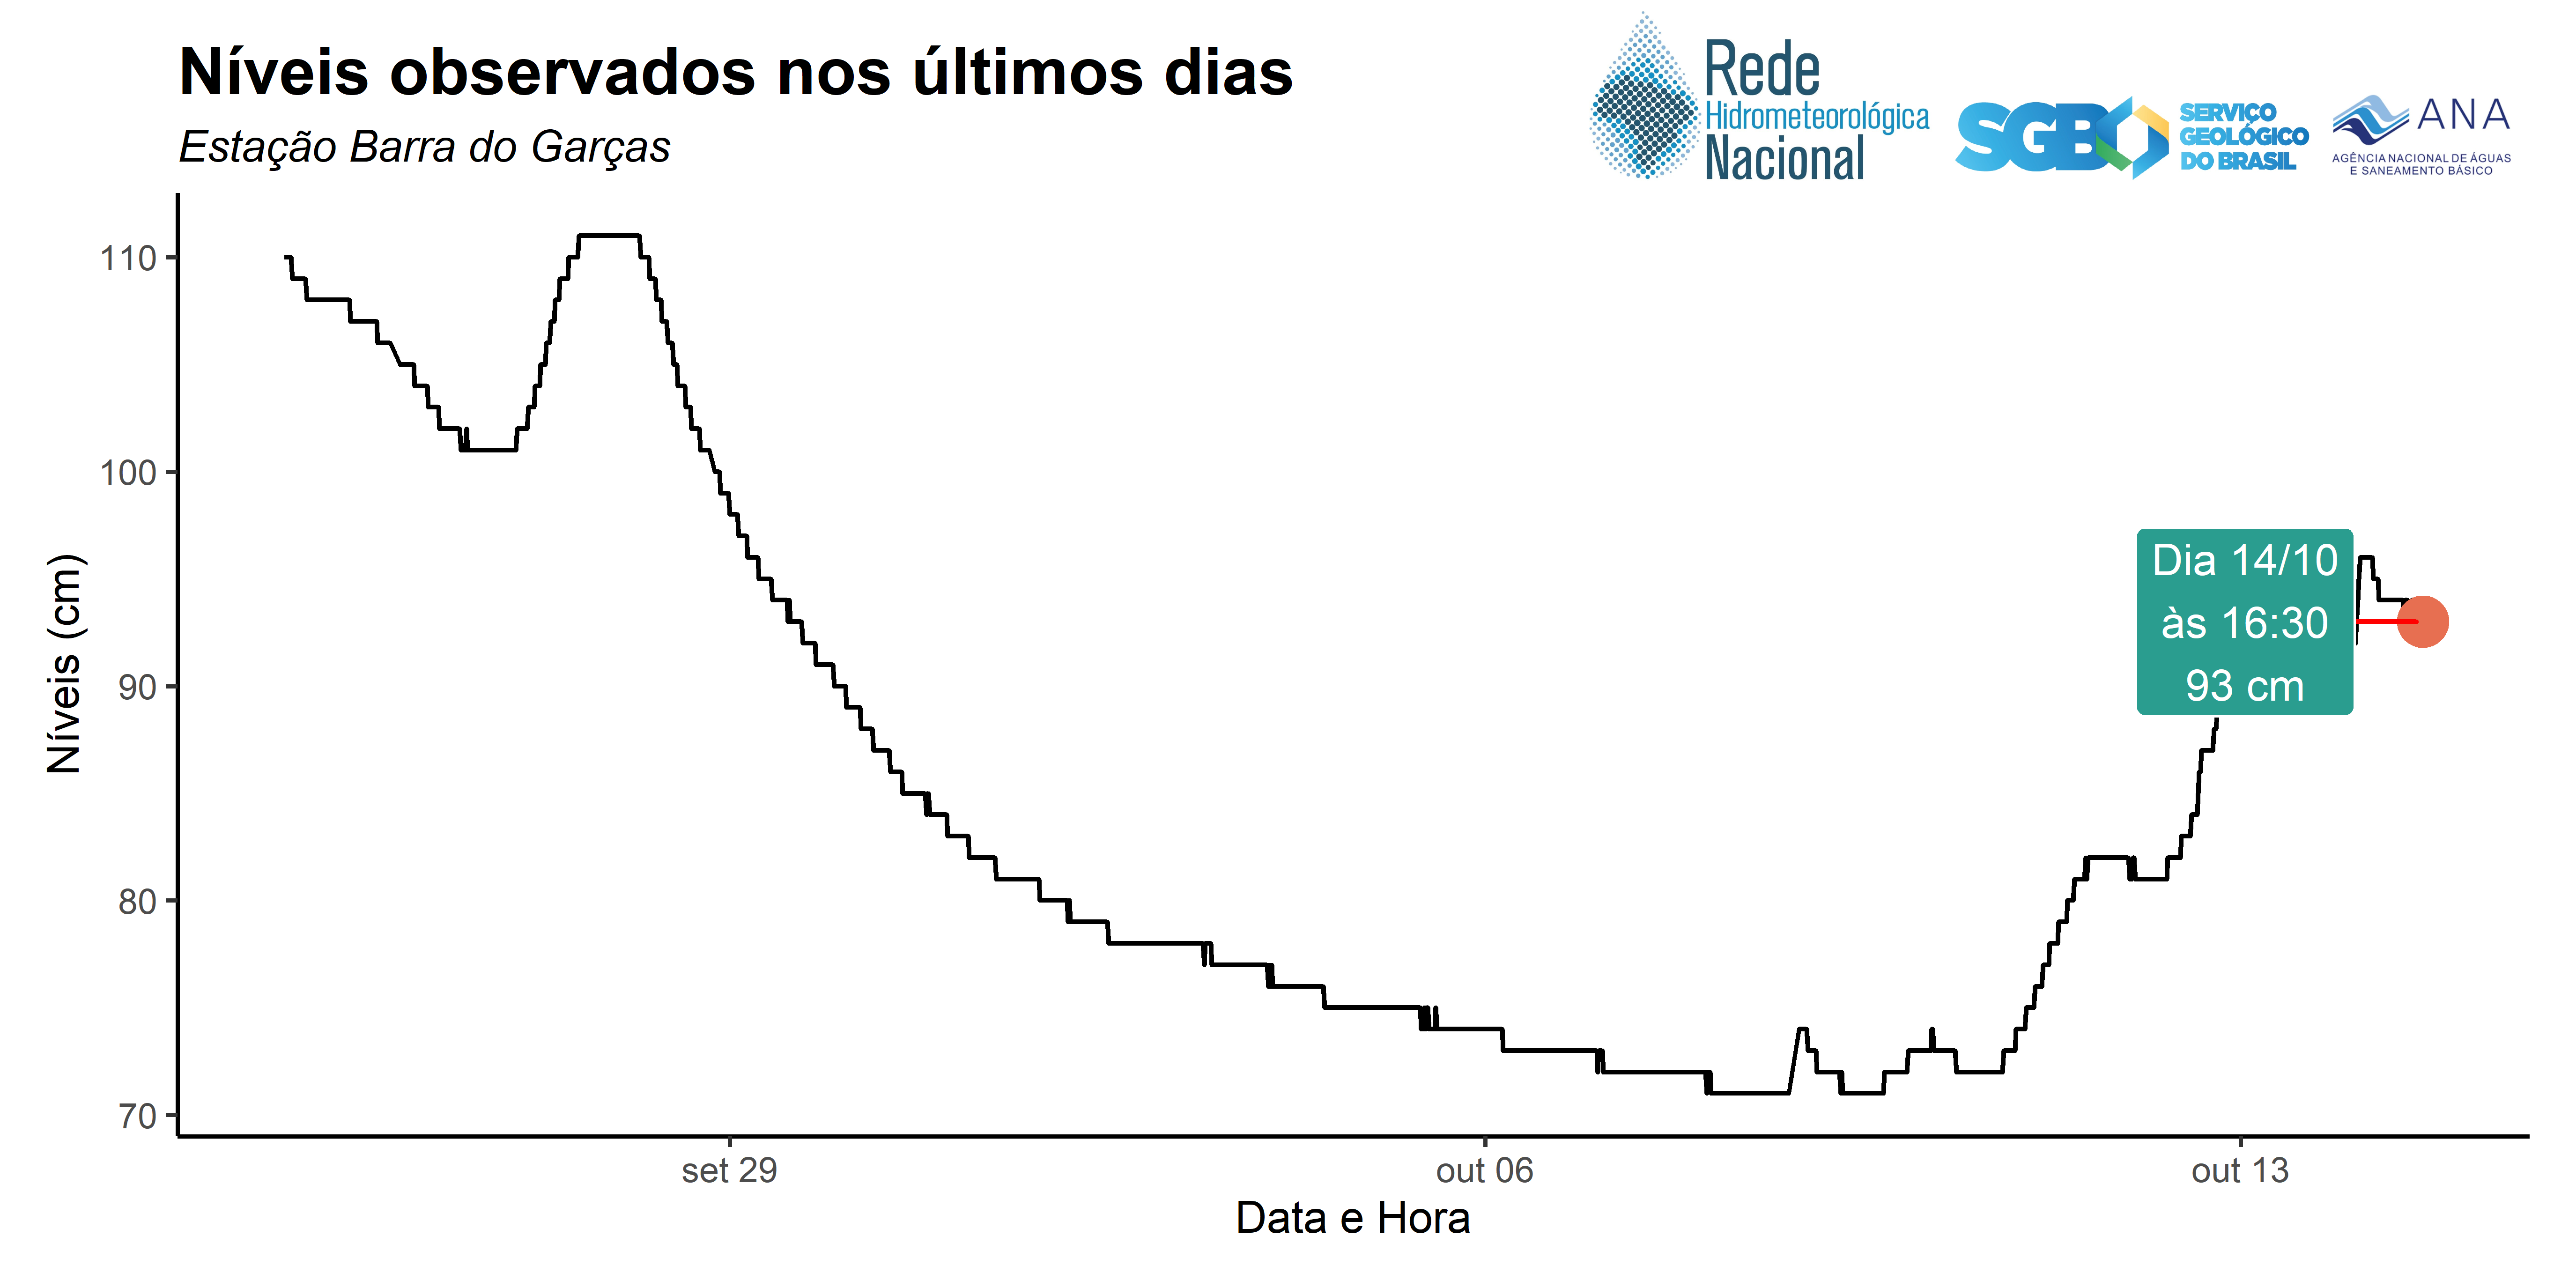 Níveis observados nos últimos dias
Estação Barra do Garças
Rede
Hidrometeorológica
Nacional
SGB
SERVIÇO
GEOLÓGICO
DO BRASIL
ANA
AGÊNCIA NACIONAL DE ÁGUAS
E SANEAMENTO BÁSICO
Níveis (cm)
110
100
90
80
70
Dia 14/10
às 16:30
93 cm
set 29
out 06
out 13
Data e Hora